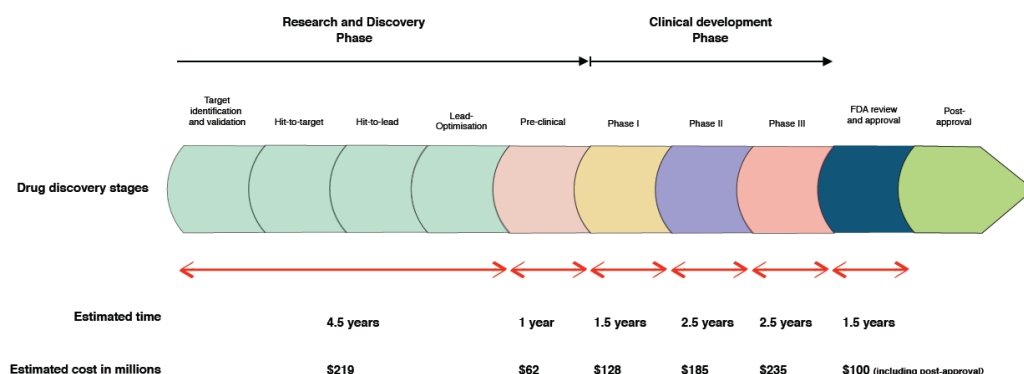 Research and Discovery
Phase
Clinical development
Phase
Target
identification
and validation
Hit-to-target
Hit-to-lead
Lead-
Optimisation
Pre-clinical
Phase I
Phase II
Phase III
FDA review
and approval
Post-
approval
Drug discovery stages
Estimated time
4.5 years
1 year
1.5 years
2.5 years
2.5 years
1.5 years
Estimated cost in millions
$219
$62
$128
$185
$235
$100 (including post-approval)